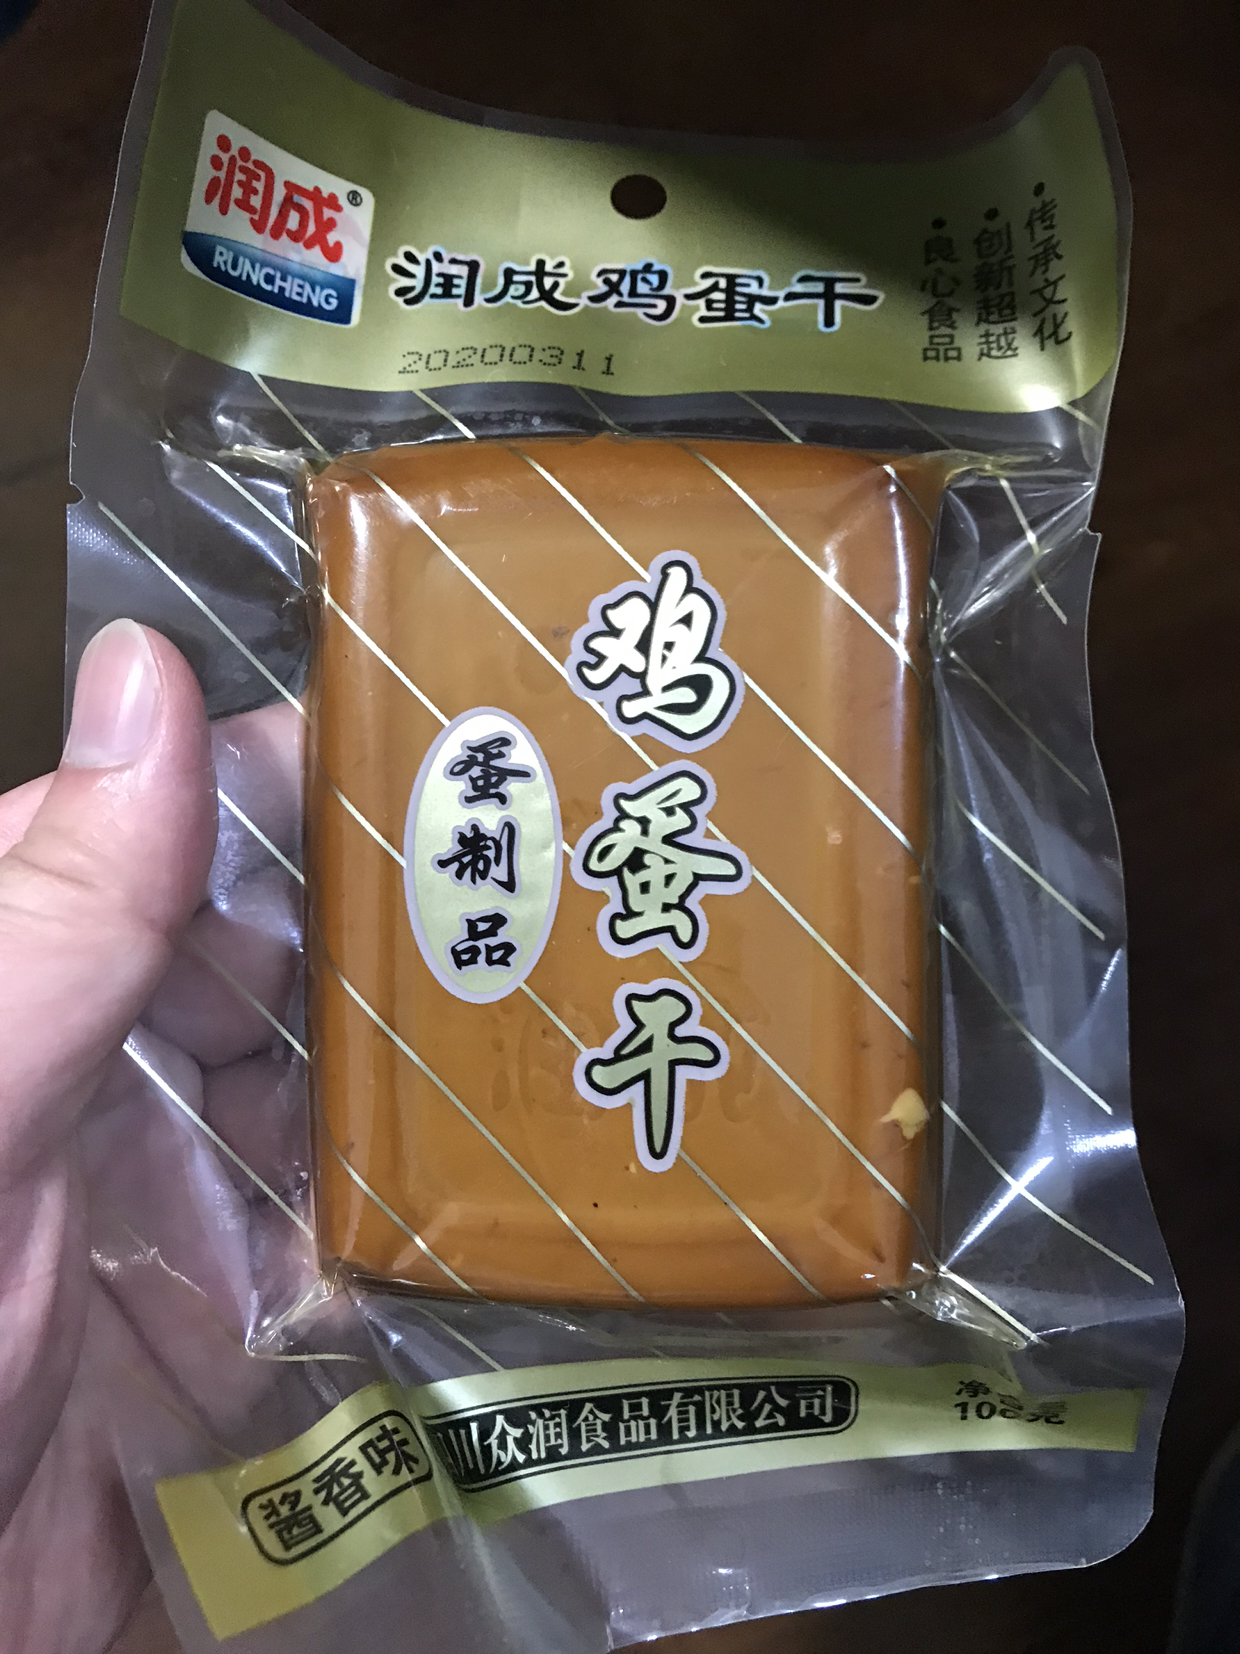 润成®
RUNCHENG
润成鸡蛋干
20200311
传承文化
创新超越
良心食品
鸡蛋干
蛋制品
酱香味
川众润食品有限公司
净